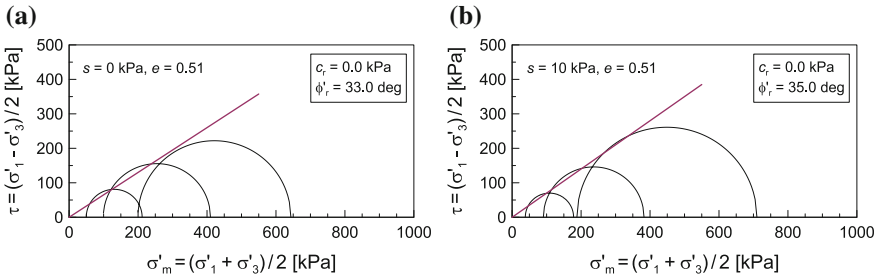 (a)
500
400
300
200
100
0
τ = (σ'1 - σ'3) / 2 [kPa]
s = 0 kPa, e = 0.51
cr = 0.0 kPa
ϕ'r = 33.0 deg
0 200 400 600 800 1000
σ'm = (σ'1 + σ'3) / 2 [kPa]
(b)
500
400
300
200
100
0
τ = (σ'1 - σ'3) / 2 [kPa]
s = 10 kPa, e = 0.51
cr = 0.0 kPa
ϕ'r = 35.0 deg
0 200 400 600 800 1000
σ'm = (σ'1 + σ'3) / 2 [kPa]